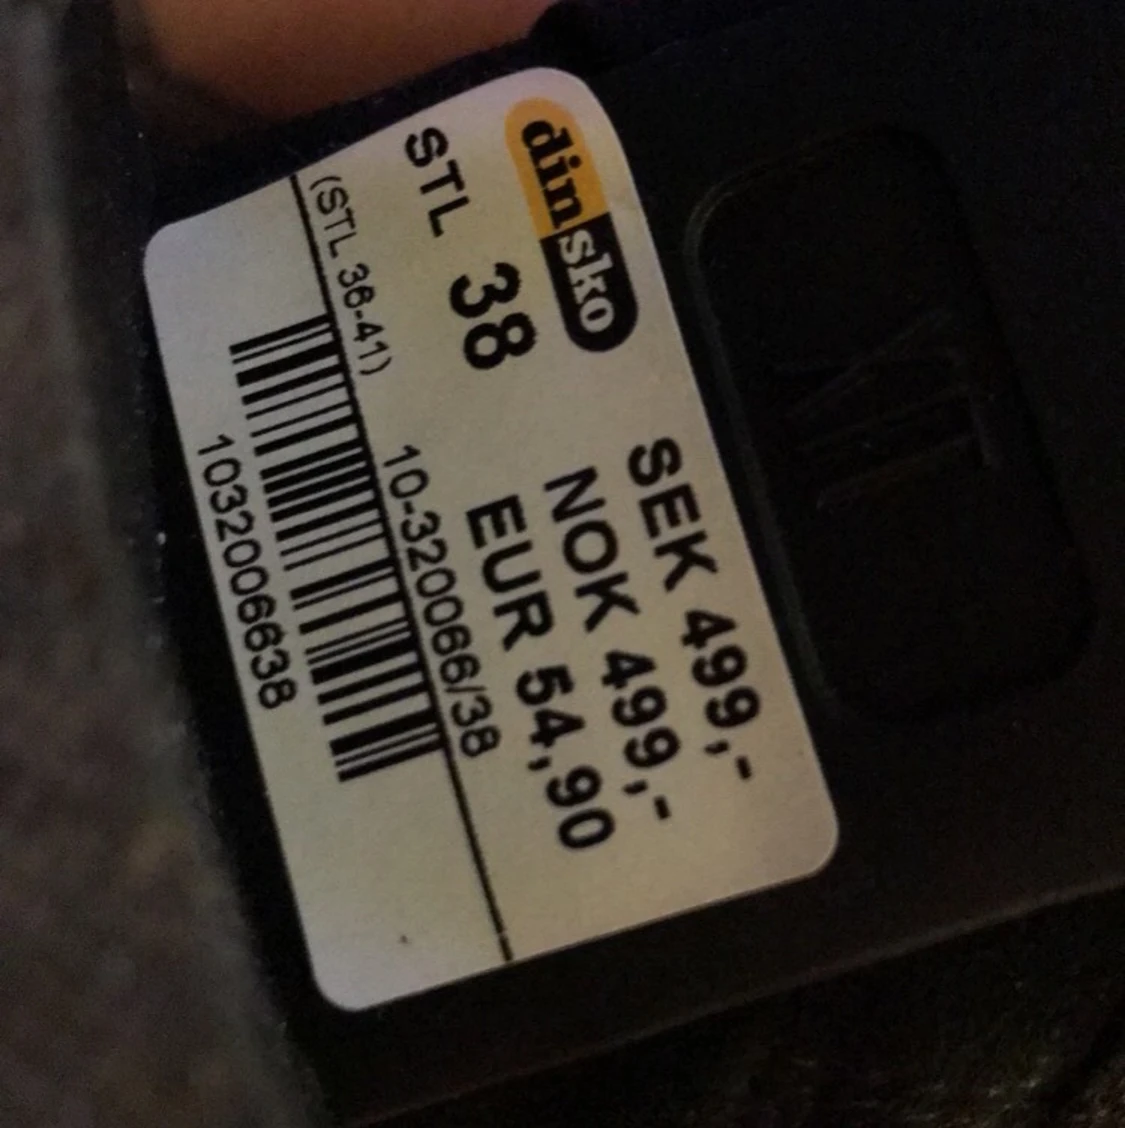 dinsko
SEK 499,-
STL 38
NOK 499,-
EUR 54,90
(STL 36-41)
10-320066/38
1032006638